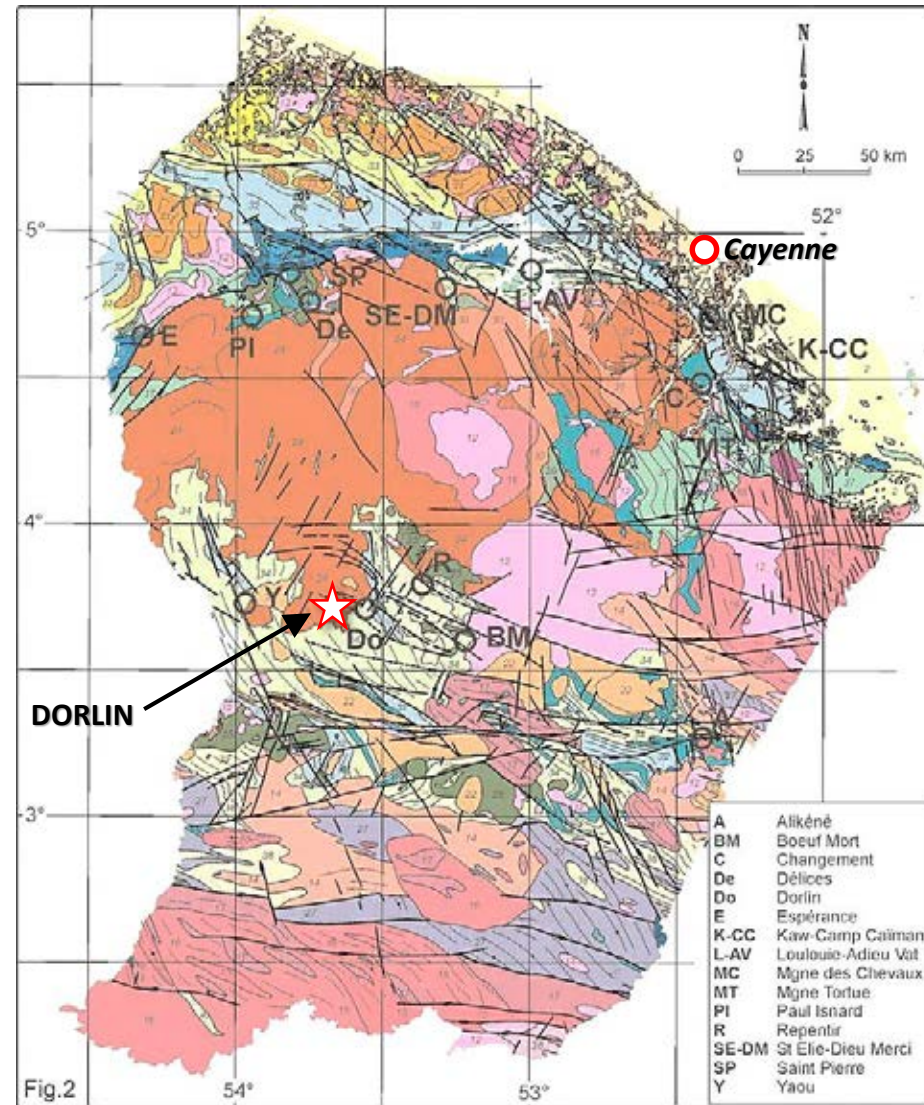 N
0 25 50 km
5°
52°
Cayenne
SP
MC
SE-DM
L-AV
De
E
PI
K-CC
C
MT
4°
R
Y
Do
BM
DORLIN
A
3°
A Alikéné
BM Boeuf Mort
C Changement
De Délices
Do Dorlin
E Espérance
K-CC Kaw-Camp Caïman
L-AV Loulouie-Adieu Vat
MC Mgne des Chevaux
MT Mgne Tortue
PI Paul Isnard
R Repentir
SE-DM St Elie-Dieu Merci
SP Saint Pierre
Y Yaou
Fig.2
54°
53°